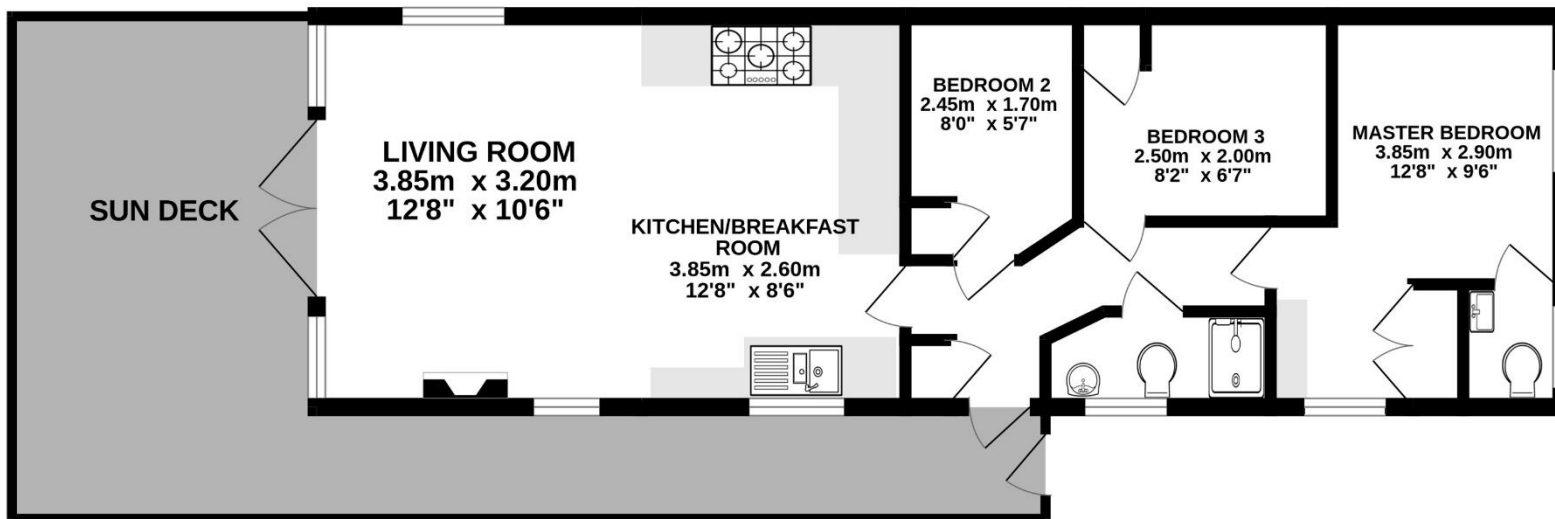 SUN DECK
LIVING ROOM
3.85m x 3.20m
12'8" x 10'6"
KITCHEN/BREAKFAST
ROOM
3.85m x 2.60m
12'8" x 8'6"
BEDROOM 2
2.45m x 1.70m
8'0" x 5'7"
BEDROOM 3
2.50m x 2.00m
8'2" x 6'7"
MASTER BEDROOM
3.85m x 2.90m
12'8" x 9'6"